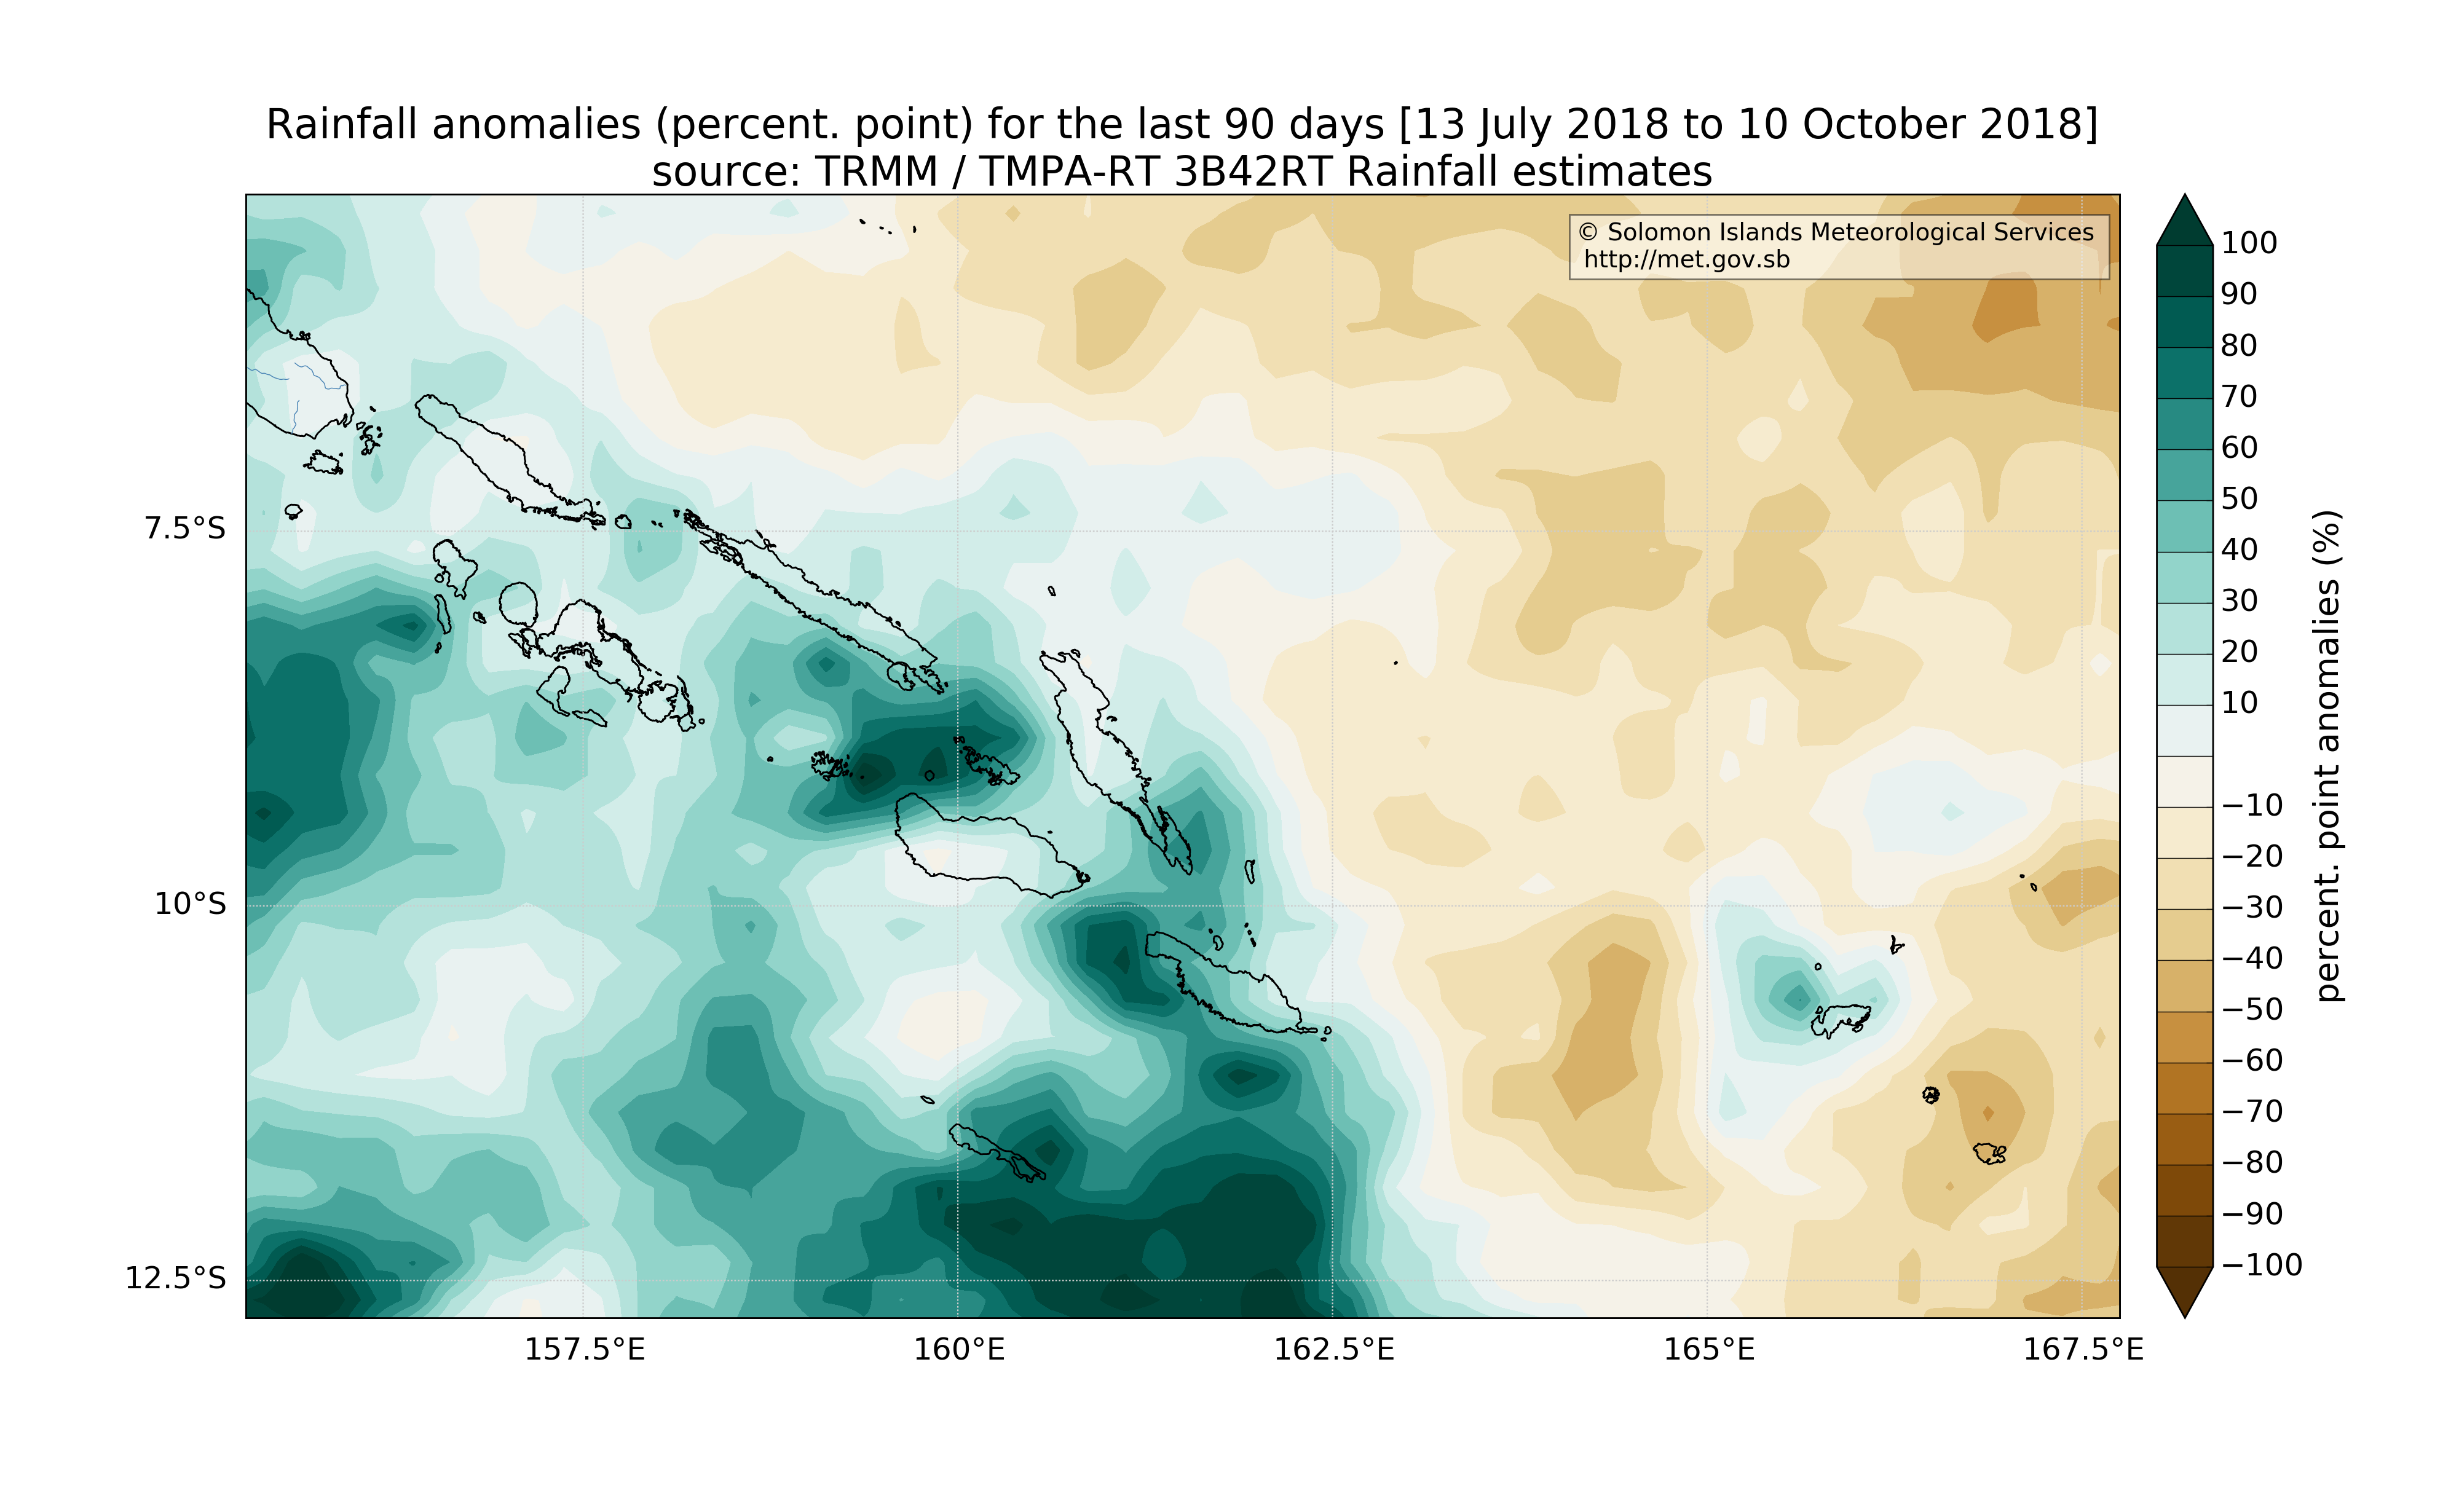 Rainfall anomalies (percent. point) for the last 90 days [13 July 2018 to 10 October 2018]
source: TRMM / TMPA-RT 3B42RT Rainfall estimates
© Solomon Islands Meteorological Services
http://met.gov.sb
7.5°S
10°S
12.5°S
157.5°E
160°E
162.5°E
165°E
167.5°E
100
90
80
70
60
50
40
30
20
10
−10
−20
−30
−40
−50
−60
−70
−80
−90
−100
percent. point anomalies (%)